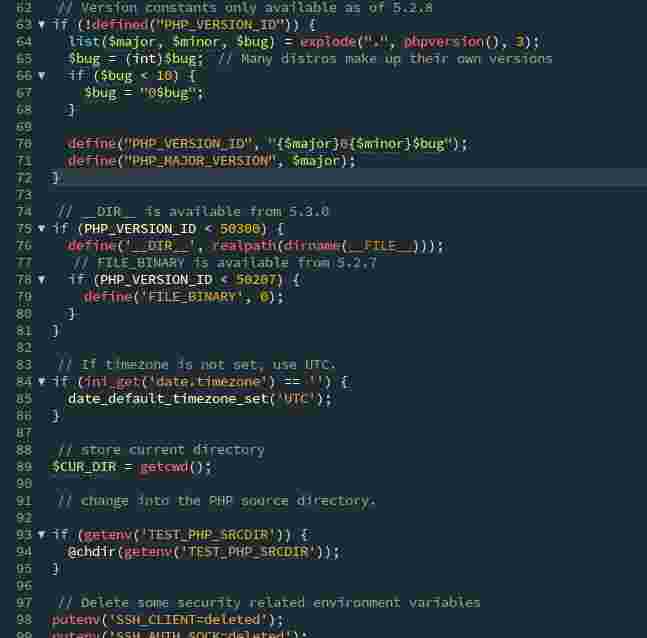 62 // Version constants only available as of 5.2.8
63 ▼ if (!defined("PHP_VERSION_ID")) {
64 list($major, $minor, $bug) = explode(".", phpversion(), 3);
65 $bug = (int)$bug; // Many distros make up their own versions
66 ▼ if ($bug < 10) {
67 $bug = "0$bug";
68 }
69
70 define("PHP_VERSION_ID", "{$major}0{$minor}$bug");
71 define("PHP_MAJOR_VERSION", $major);
72 }
73
74 // __DIR__ is available from 5.3.0
75 ▼ if (PHP_VERSION_ID < 50300) {
76 define('__DIR__', realpath(dirname(__FILE__)));
77 // FILE_BINARY is available from 5.2.7
78 ▼ if (PHP_VERSION_ID < 50207) {
79 define('FILE_BINARY', 0);
80 }
81 }
82
83 // If timezone is not set, use UTC.
84 ▼ if (ini_get('date.timezone') == '') {
85 date_default_timezone_set('UTC');
86 }
87
88 // store current directory
89 $CUR_DIR = getcwd();
90
91 // change into the PHP source directory.
92
93 ▼ if (getenv('TEST_PHP_SRCDIR')) {
94 @chdir(getenv('TEST_PHP_SRCDIR'));
95 }
96
97 // Delete some security related environment variables
98 putenv('SSH_CLIENT=deleted');
99 putenv('SSH_AUTH_SOCK=deleted');